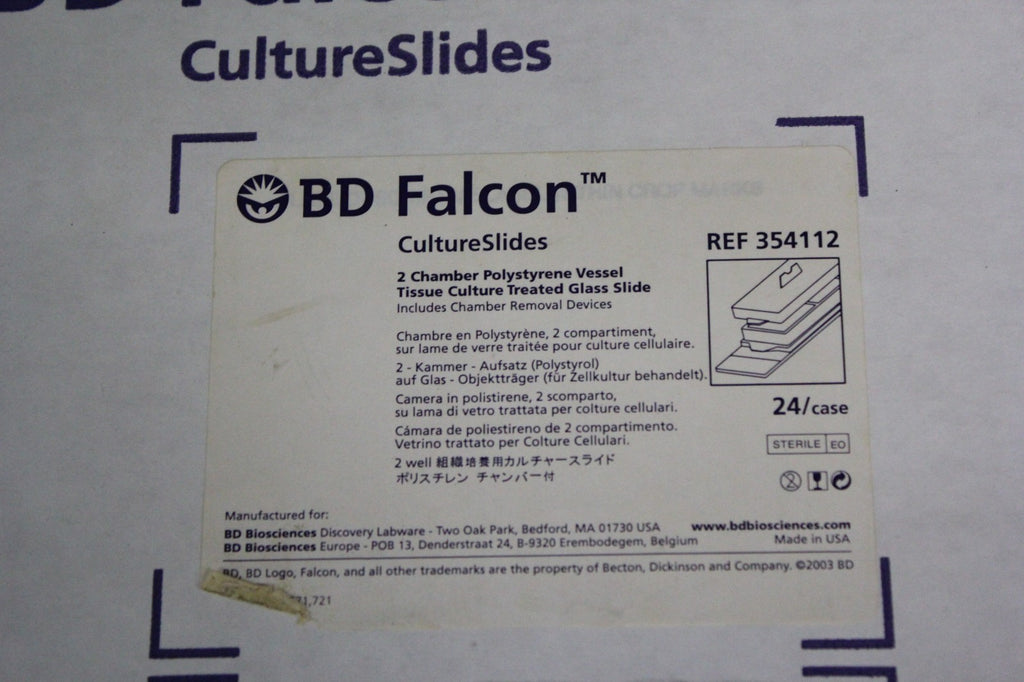 BD Falcon
CultureSlides
BD Falcon™
CultureSlides
REF 354112
2 Chamber Polystyrene Vessel
Tissue Culture Treated Glass Slide
Includes Chamber Removal Devices
Chambre en Polystyrène, 2 compartiment,
sur lame de verre traitée pour culture cellulaire.
2 - Kammer - Aufsatz (Polystyrol)
auf Glas - Objektträger (für Zellkultur behandelt).
Camera in polistirene, 2 scomparto,
su lama di vetro trattata per colture cellulari.
Cámara de poliestireno de 2 compartimento.
Vetrino trattato per Colture Cellulari.
2 well 組織培養用カルチャースライド
ポリスチレン チャンバー付
24/case
STERILE EO
2
Manufactured for:
BD Biosciences Discovery Labware - Two Oak Park, Bedford, MA 01730 USA
BD Biosciences Europe - POB 13, Denderstraat 24, B-9320 Erembodegem, Belgium
www.bdbiosciences.com
Made in USA
BD, BD Logo, Falcon, and all other trademarks are the property of Becton, Dickinson and Company. ©2003 BD
71,721